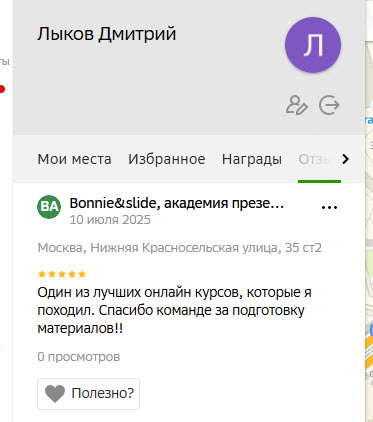 Лыков Дмитрий
Л
Мои места Избранное Награды Отзы
ВА Bonnie&slide, академия презе...
10 июля 2025
Москва, Нижняя Красносельская улица, 35 ст2
Один из лучших онлайн курсов, которые я
походил. Спасибо команде за подготовку
материалов!!
0 просмотров
Полезно?